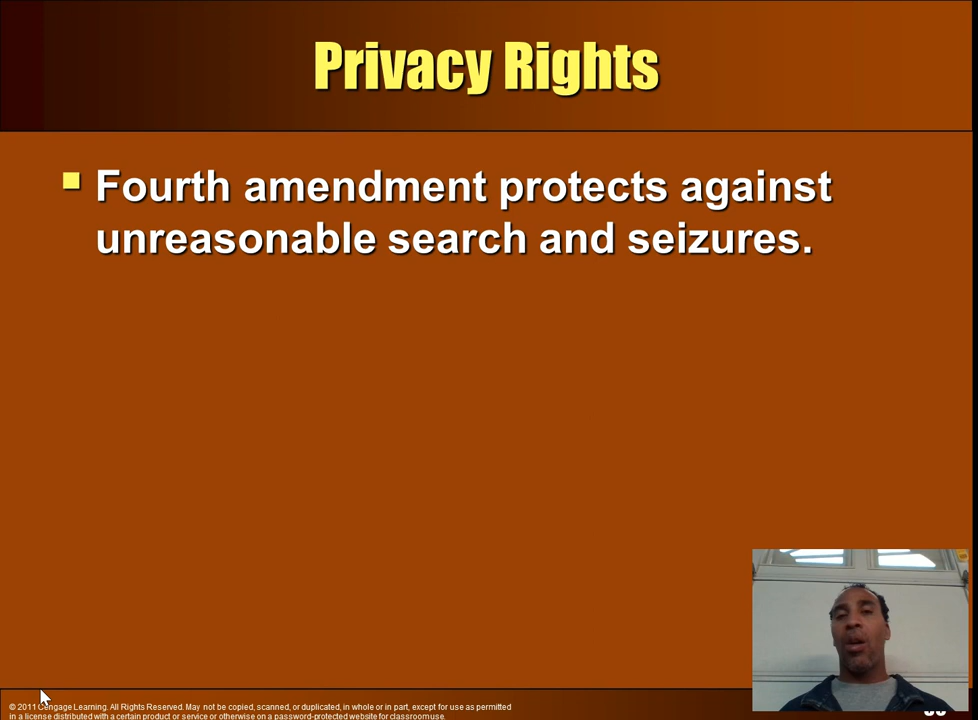 Privacy Rights
Fourth amendment protects against
unreasonable search and seizures.
© 2011 Cengage Learning. All Rights Reserved. May not be copied, scanned, or duplicated, in whole or in part, except for use as permitted
in a license distributed with a certain product or service or otherwise on a password-protected website for classroom use.